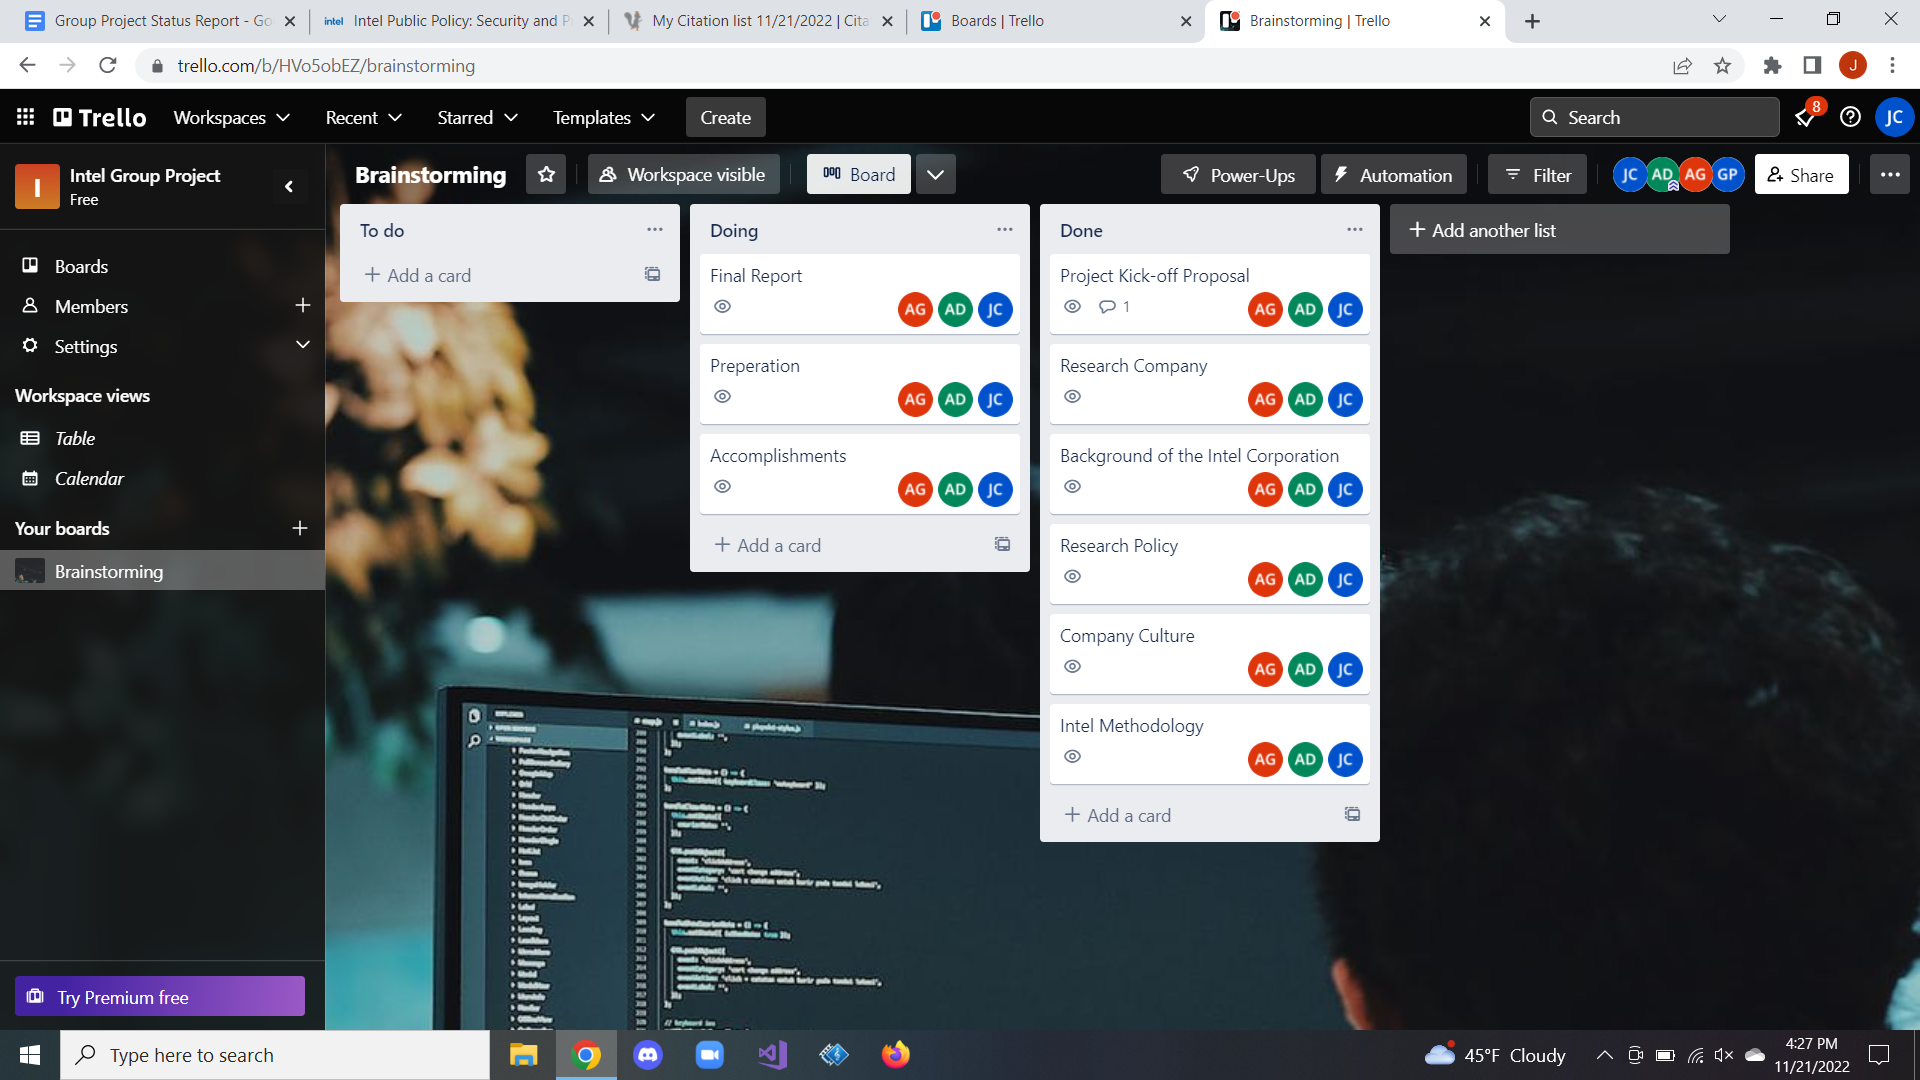 Group Project Status Report - Go
intel Intel Public Policy: Security and P
My Citation list 11/21/2022 | Cita
Boards | Trello
Brainstorming | Trello
trello.com/b/HVo5obEZ/brainstorming
J
Trello
Workspaces
Recent
Starred
Templates
Create
Search
8
JC
I
Intel Group Project
Free
Brainstorming
Workspace visible
Board
Power-Ups
Automation
Filter
JC AD AG GP
Share
Boards
Members
Settings
Workspace views
Table
Calendar
Your boards
Brainstorming
Try Premium free
To do
Add a card
Doing
Final Report
AG AD JC
Preperation
AG AD JC
Accomplishments
AG AD JC
Add a card
Done
Project Kick-off Proposal
1
AG AD JC
Research Company
AG AD JC
Background of the Intel Corporation
AG AD JC
Research Policy
AG AD JC
Company Culture
AG AD JC
Intel Methodology
AG AD JC
Add a card
Add another list
Type here to search
45°F Cloudy
4:27 PM
11/21/2022